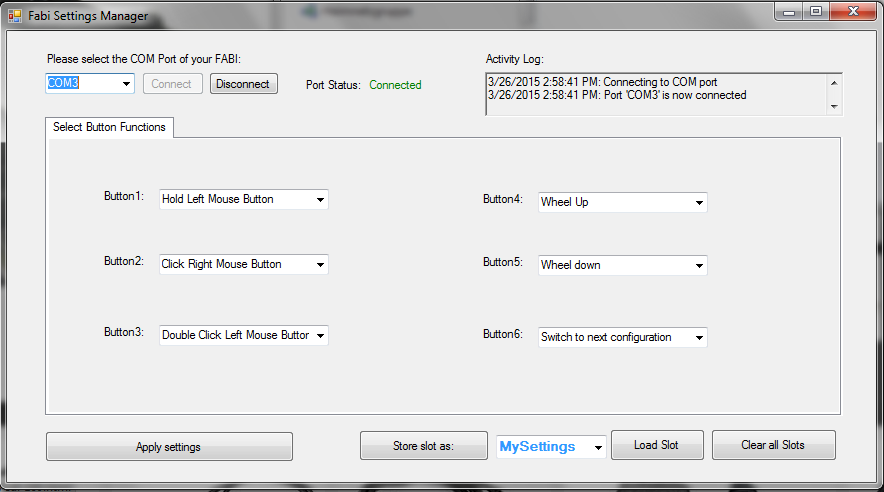 Fabi Settings Manager
Please select the COM Port of your FABI:
Activity Log:
COM3
Connect
Disconnect
Port Status: Connected
3/26/2015 2:58:41 PM: Connecting to COM port
3/26/2015 2:58:41 PM: Port 'COM3' is now connected
Select Button Functions
Button1: Hold Left Mouse Button
Button4: Wheel Up
Button2: Click Right Mouse Button
Button5: Wheel down
Button3: Double Click Left Mouse Buttor
Button6: Switch to next configuration
Apply settings
Store slot as:
MySettings
Load Slot
Clear all Slots